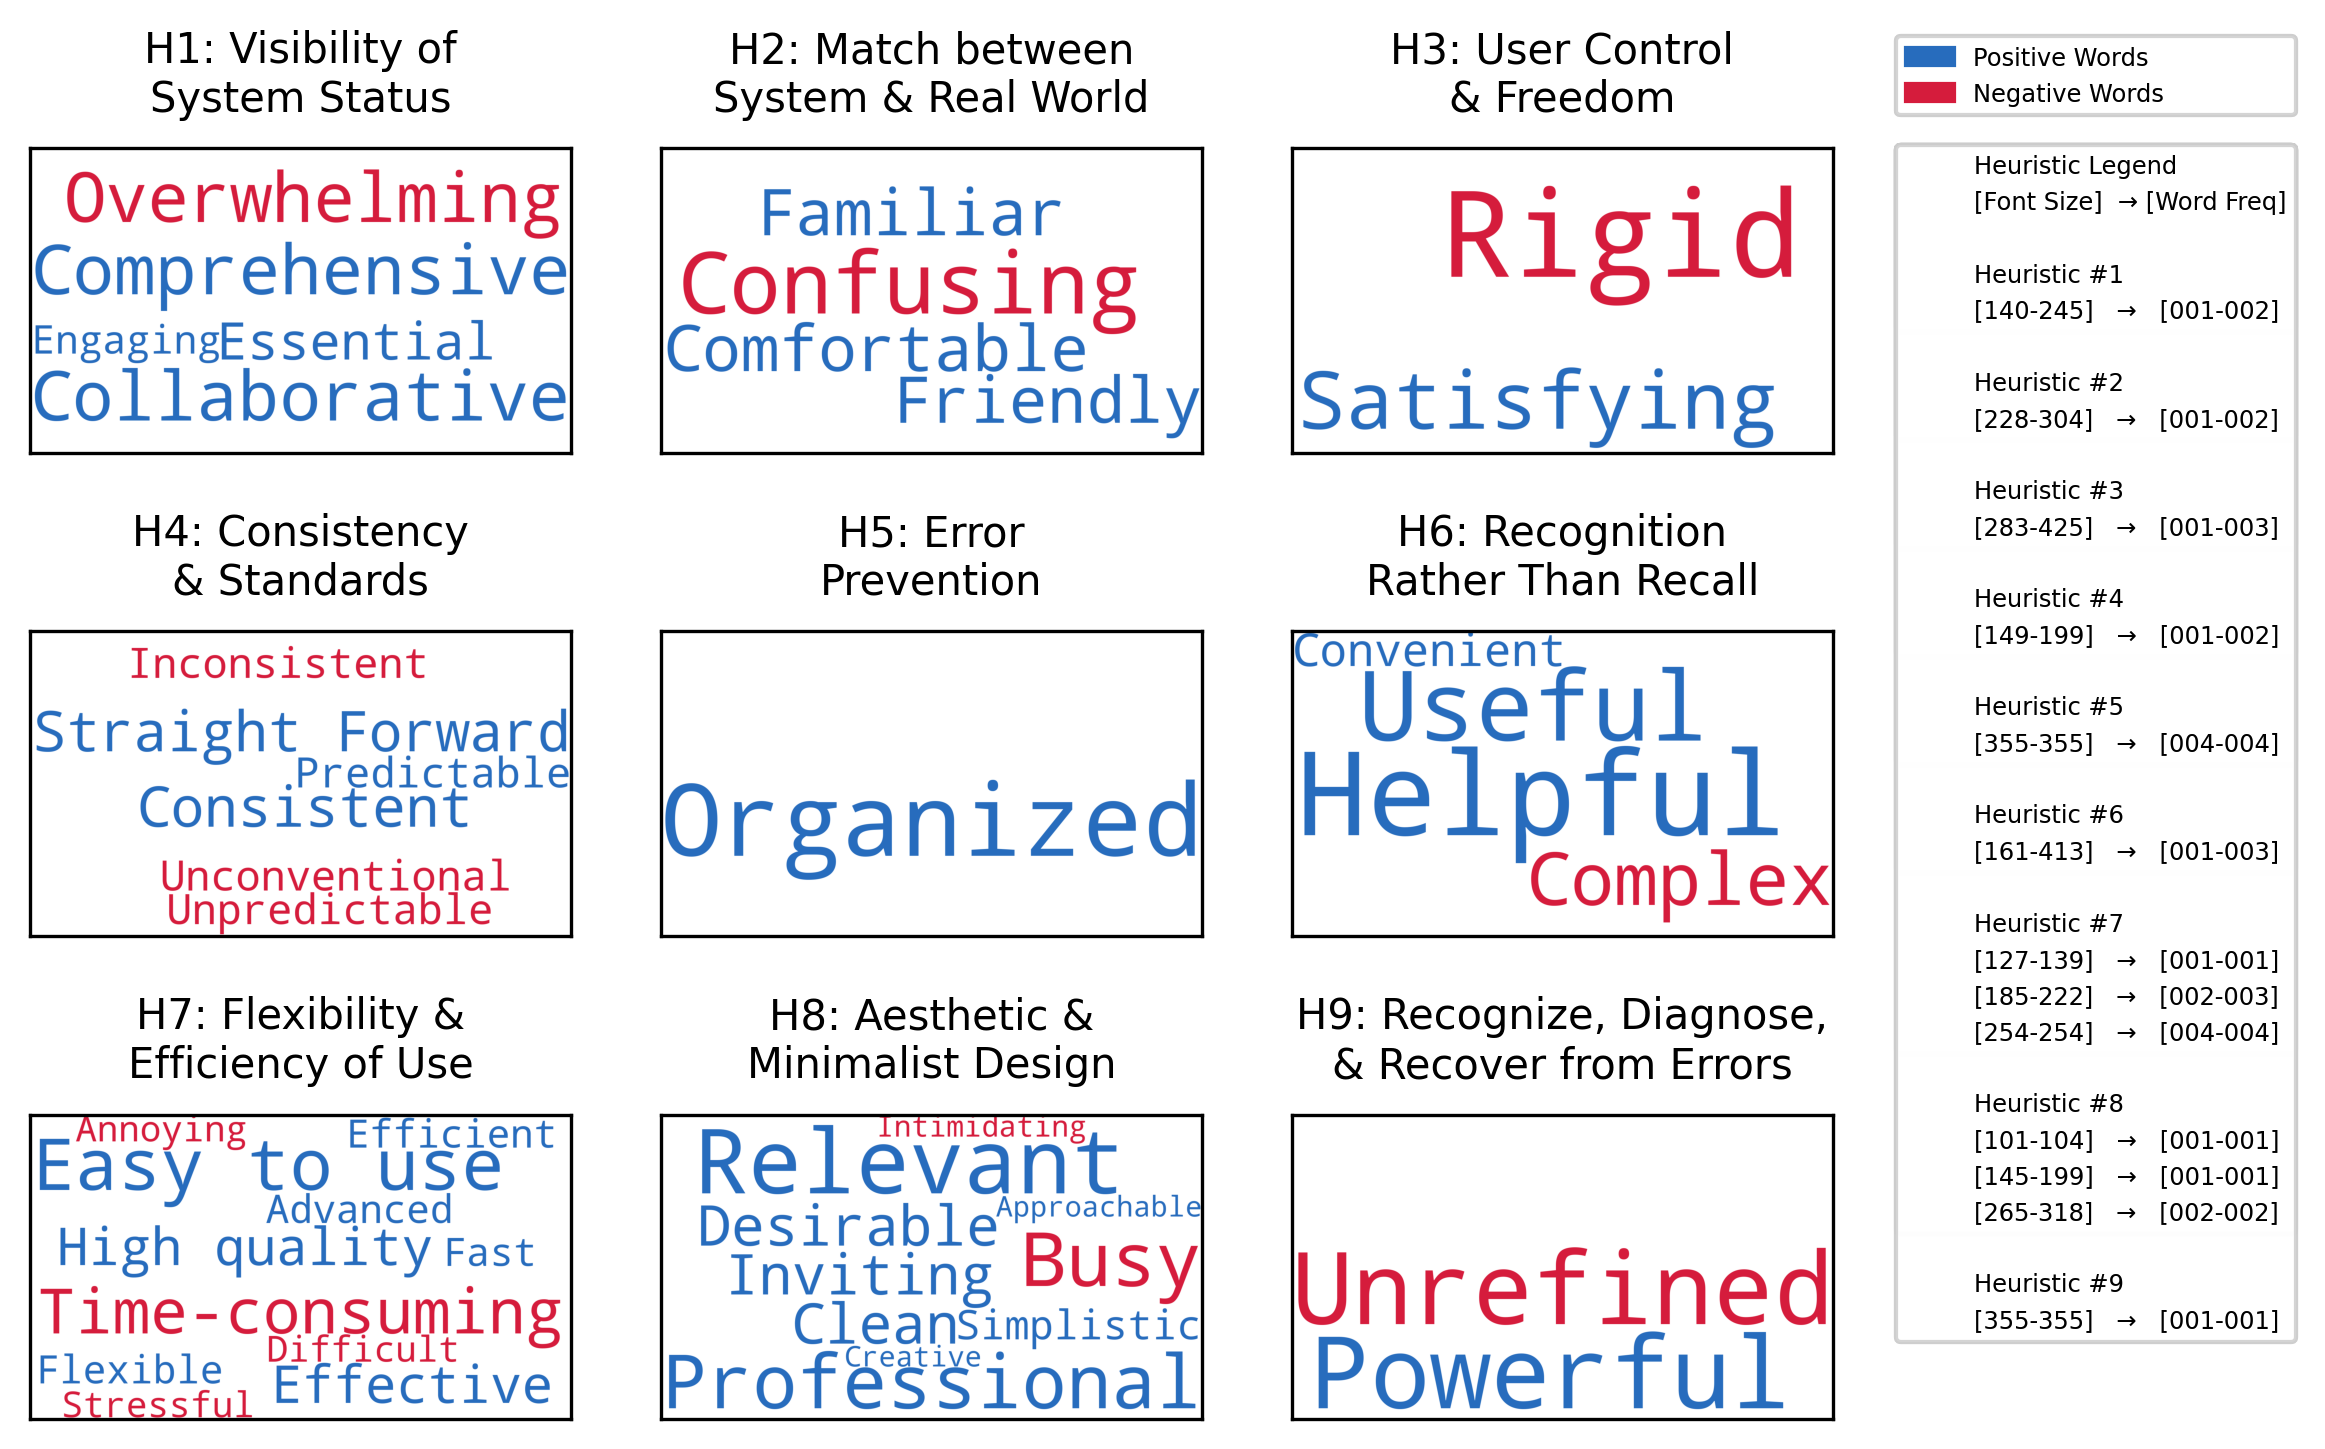 H1: Visibility of
System Status
Overwhelming
Comprehensive
Engaging Essential
Collaborative
H2: Match between
System & Real World
Familiar
Confusing
Comfortable
Friendly
H3: User Control
& Freedom
Rigid
Satisfying
H4: Consistency
& Standards
Inconsistent
Straight Forward
Predictable
Consistent
Unconventional
Unpredictable
H5: Error
Prevention
Organized
H6: Recognition
Rather Than Recall
Convenient
Useful
Helpful
Complex
H7: Flexibility &
Efficiency of Use
Annoying Efficient
Easy to use
Advanced
High quality Fast
Time-consuming
Difficult
Flexible Effective
Stressful
H8: Aesthetic &
Minimalist Design
Intimidating
Relevant
Approachable
Desirable
Busy
Inviting
Clean Simplistic
Creative
Professional
H9: Recognize, Diagnose,
& Recover from Errors
Unrefined
Powerful
Positive Words
Negative Words
Heuristic Legend
[Font Size] → [Word Freq]
Heuristic #1
[140-245] → [001-002]
Heuristic #2
[228-304] → [001-002]
Heuristic #3
[283-425] → [001-003]
Heuristic #4
[149-199] → [001-002]
Heuristic #5
[355-355] → [004-004]
Heuristic #6
[161-413] → [001-003]
Heuristic #7
[127-139] → [001-001]
[185-222] → [002-003]
[254-254] → [004-004]
Heuristic #8
[101-104] → [001-001]
[145-199] → [001-001]
[265-318] → [002-002]
Heuristic #9
[355-355] → [001-001]